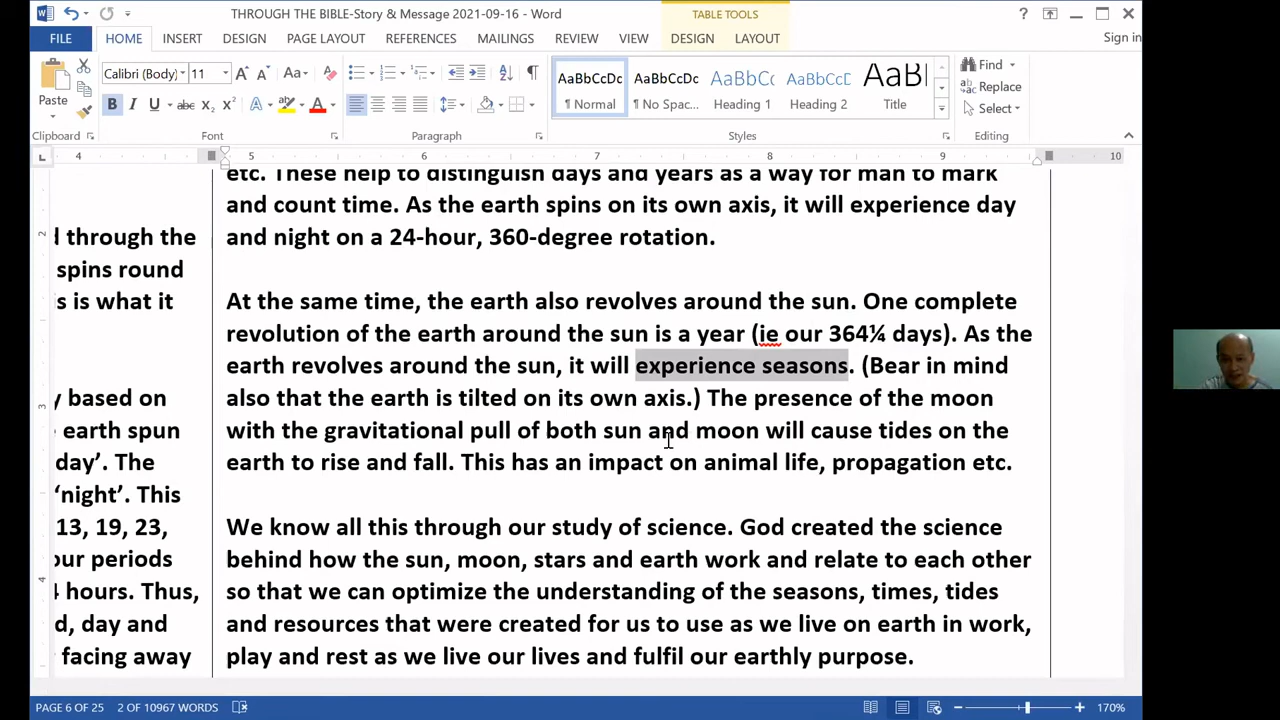 THROUGH THE BIBLE-Story & Message 2021-09-16 - Word
TABLE TOOLS
?
Sign in
FILE HOME INSERT DESIGN PAGE LAYOUT REFERENCES MAILINGS REVIEW VIEW DESIGN LAYOUT
Calibri (Body) 11
Paste
AaBbCcDc AaBbCcDc AaBbCc AaBbCcDc AaBl
¶ Normal ¶ No Spac... Heading 1 Heading 2 Title
Find
Replace
Select
Clipboard Font Paragraph Styles Editing
4 5 6 7 8 9 10
etc. These help to distinguish days and years as a way for man to mark
and count time. As the earth spins on its own axis, it will experience day
and night on a 24-hour, 360-degree rotation.
At the same time, the earth also revolves around the sun. One complete
revolution of the earth around the sun is a year (ie our 364¼ days). As the
earth revolves around the sun, it will experience seasons. (Bear in mind
also that the earth is tilted on its own axis.) The presence of the moon
with the gravitational pull of both sun and moon will cause tides on the
earth to rise and fall. This has an impact on animal life, propagation etc.
We know all this through our study of science. God created the science
behind how the sun, moon, stars and earth work and relate to each other
so that we can optimize the understanding of the seasons, times, tides
and resources that were created for us to use as we live on earth in work,
play and rest as we live our lives and fulfil our earthly purpose.
through the
spins round
is is what it
based on
earth spun
day’. The
‘night’. This
13, 19, 23,
our periods
hours. Thus,
day and
facing away
2
3
4
PAGE 6 OF 25 2 OF 10967 WORDS 170%